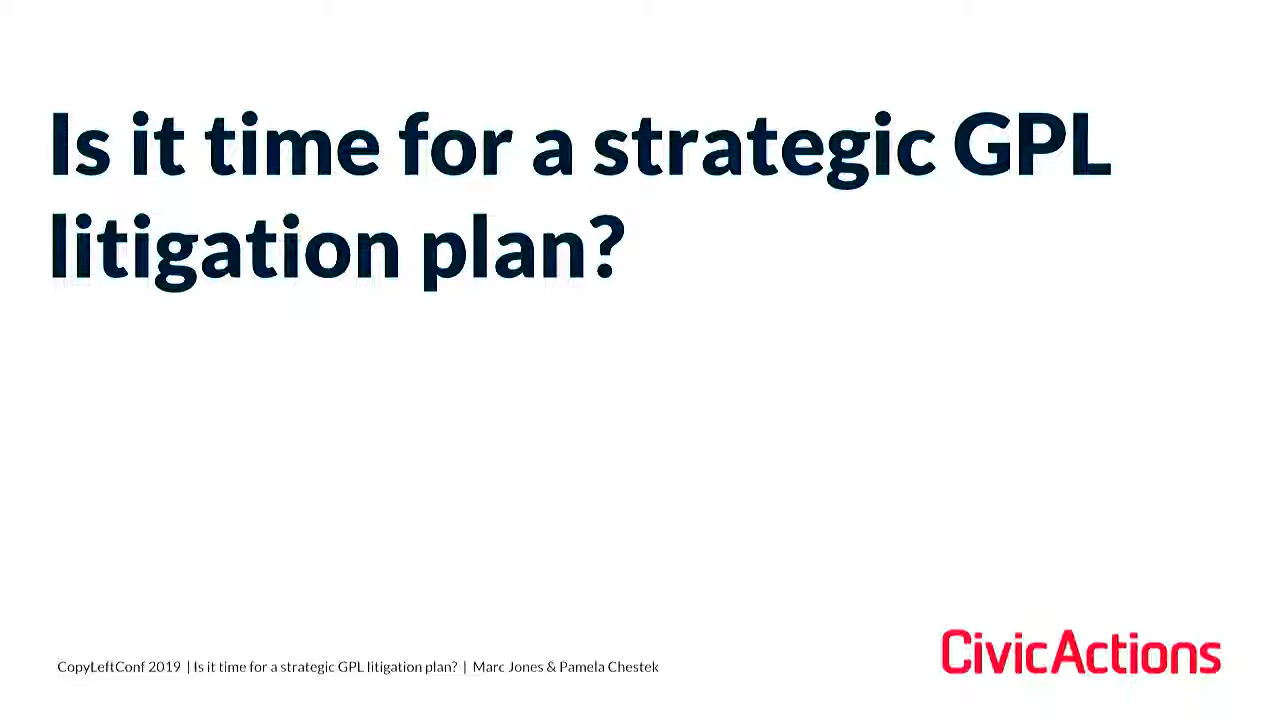 Is it time for a strategic GPL
litigation plan?
CopyLeftConf 2019 | Is it time for a strategic GPL litigation plan? | Marc Jones & Pamela Chestek
CivicActions